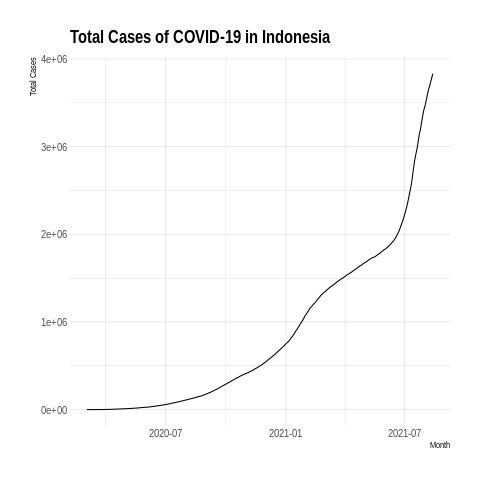 Total Cases of COVID-19 in Indonesia
Total Cases
4e+06
3e+06
2e+06
1e+06
0e+00
2020-07
2021-01
2021-07
Month